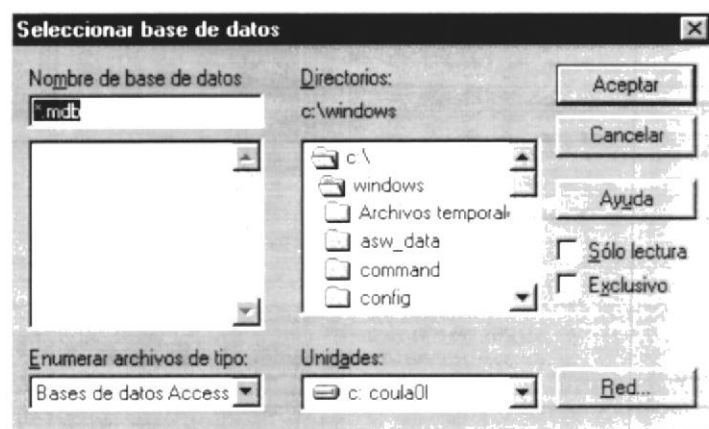 Seleccionar base de datos
Nombre de base de datos
*.mdb
Directorios:
c:\windows
c:\
windows
Archivos temporal
asw_data
command
config
Aceptar
Cancelar
Ayuda
Sólo lectura
Exclusivo
Enumerar archivos de tipo:
Bases de datos Access
Unidades:
c: coula01
Red...